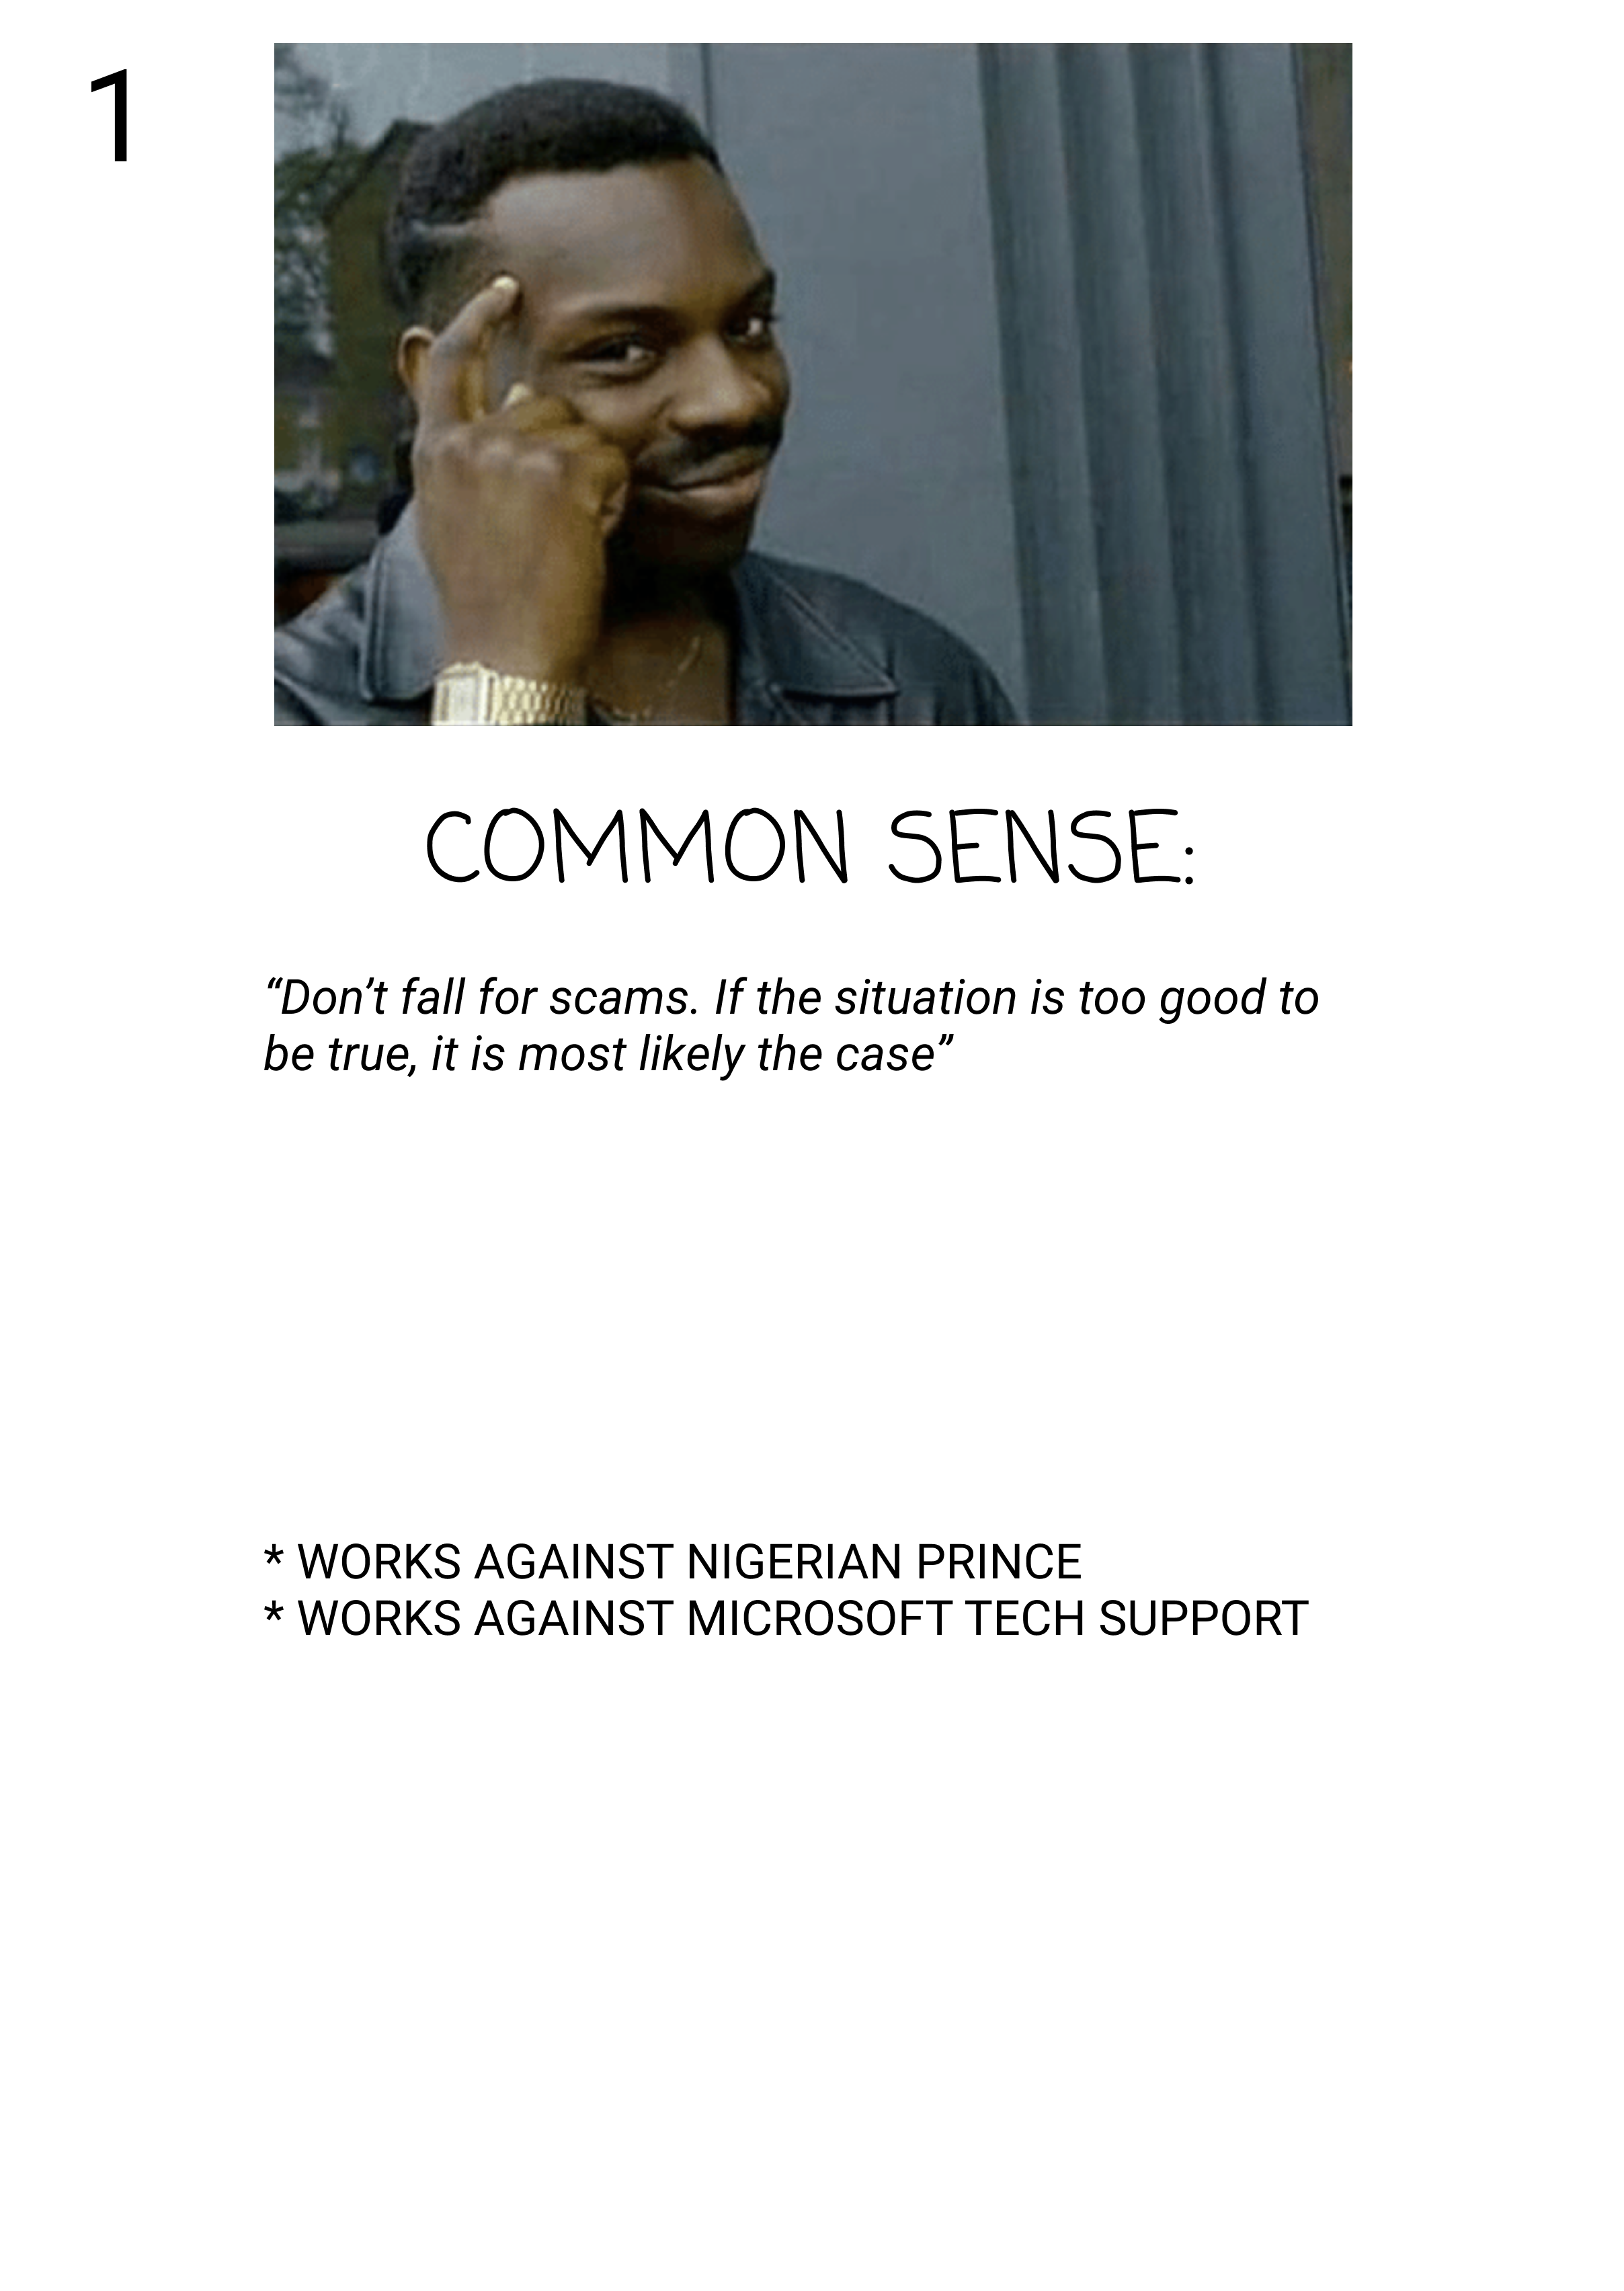 1
COMMON SENSE:
“Don’t fall for scams. If the situation is too good to
be true, it is most likely the case”
* WORKS AGAINST NIGERIAN PRINCE
* WORKS AGAINST MICROSOFT TECH SUPPORT